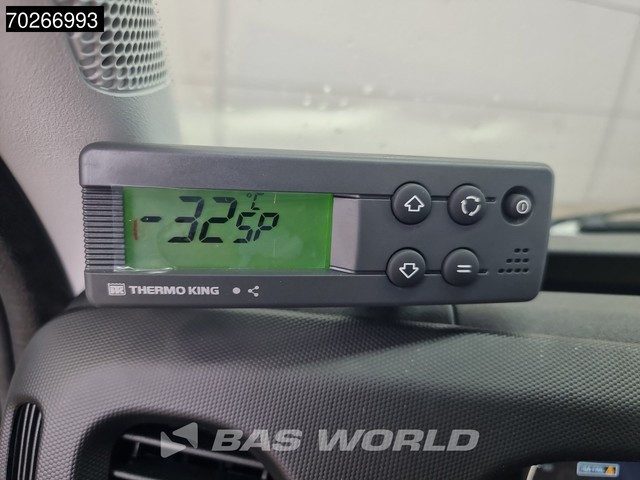 70266993
-32°C SP
THERMO KING
BAS WORLD